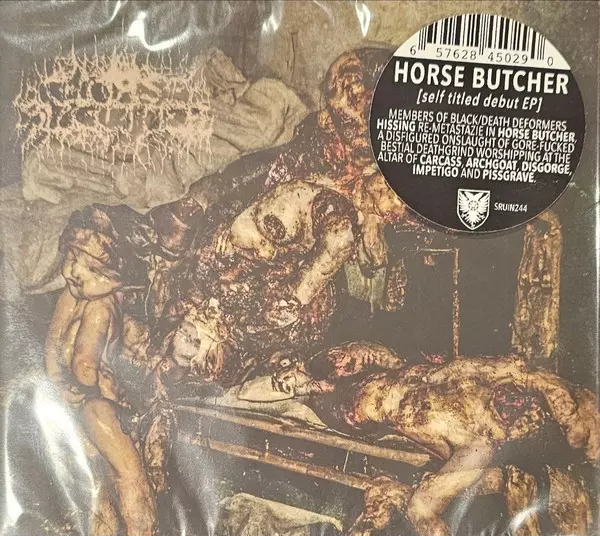 HORSE BUTCHER
6 57628 45029 0
HORSE BUTCHER
[self titled debut EP]
MEMBERS OF BLACK/DEATH DEFORMERS
HISSING RE-METASTAZIE IN HORSE BUTCHER,
A DISFIGURED ONSLAUGHT OF GORE-FUCKED
BESTIAL DEATHGRIND WORSHIPPING AT THE
ALTAR OF CARCASS, ARCHGOAT, DISGORGE,
IMPETIGO AND PISSGRAVE.
SRUIN244